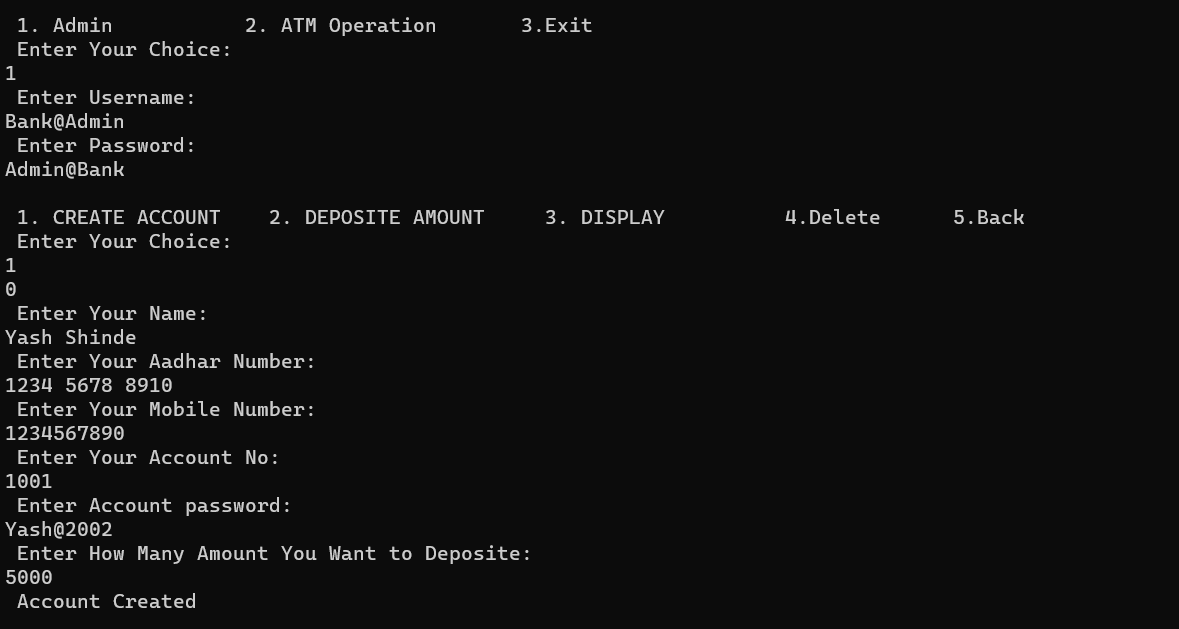 1. Admin 2. ATM Operation 3.Exit
Enter Your Choice:
1
Enter Username:
Bank@Admin
Enter Password:
Admin@Bank
1. CREATE ACCOUNT 2. DEPOSITE AMOUNT 3. DISPLAY 4.Delete 5.Back
Enter Your Choice:
1
0
Enter Your Name:
Yash Shinde
Enter Your Aadhar Number:
1234 5678 8910
Enter Your Mobile Number:
1234567890
Enter Your Account No:
1001
Enter Account password:
Yash@2002
Enter How Many Amount You Want to Deposite:
5000
Account Created